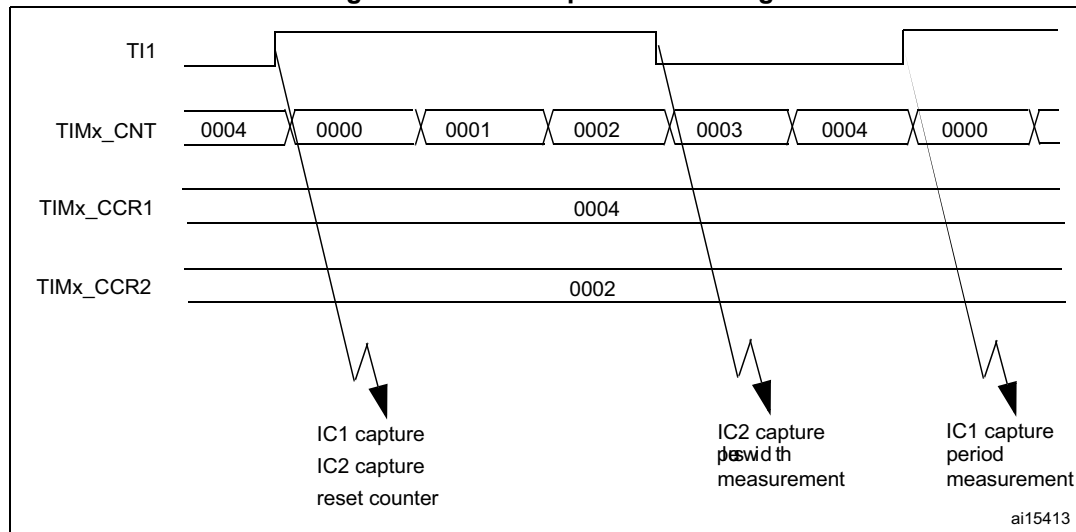 TI1
TIMx_CNT 0004 0000 0001 0002 0003 0004 0000
TIMx_CCR1 0004
TIMx_CCR2 0002
IC1 capture
IC2 capture
reset counter
IC2 capture
measurement
IC1 capture
period
measurement
ai15413